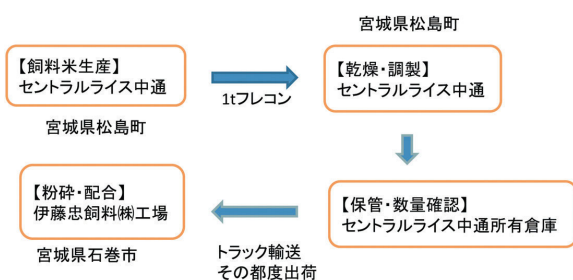 宮城県松島町
【飼料米生産】
セントラルライス中通
1tフレコン
【乾燥・調製】
セントラルライス中通
宮城県松島町
【保管・数量確認】
セントラルライス中通所有倉庫
トラック輸送
その都度出荷
【粉砕・配合】
伊藤忠飼料㈱工場
宮城県石巻市